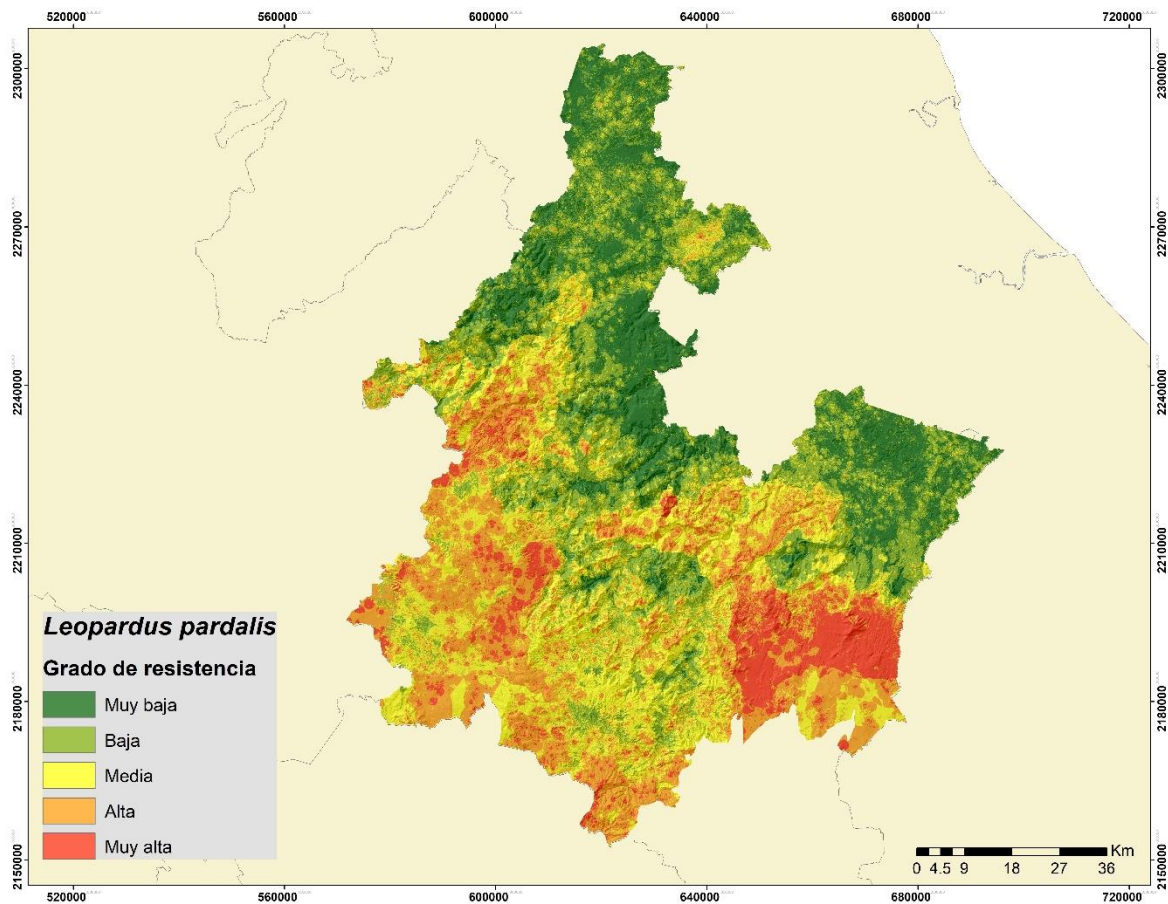 520000 560000 600000 640000 680000 720000
2300000 2300000
2270000 2270000
2240000 2240000
2210000 2210000
2180000 2180000
2150000 2150000
Leopardus pardalis
Grado de resistencia
Muy baja
Baja
Media
Alta
Muy alta
Km
0 4.5 9 18 27 36
520000 560000 600000 640000 680000 720000